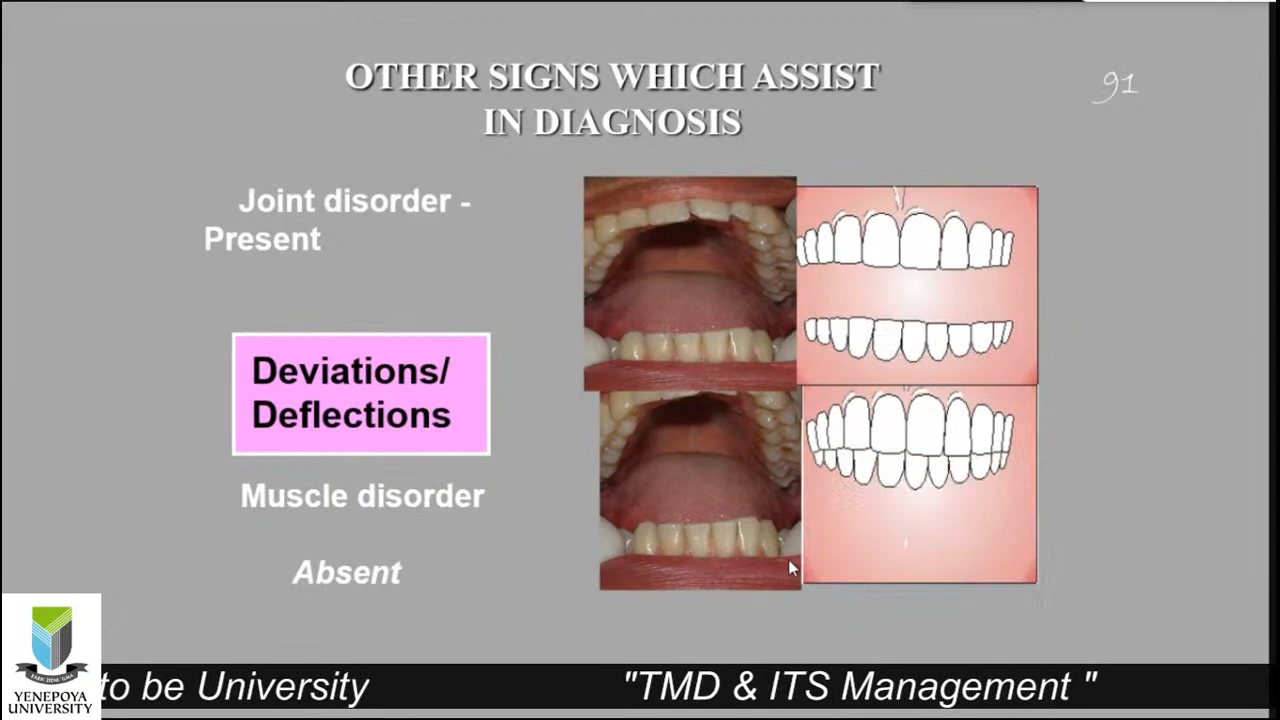 OTHER SIGNS WHICH ASSIST
IN DIAGNOSIS
91
Joint disorder -
Present
Deviations/
Deflections
Muscle disorder
Absent
YENEPOYA
UNIVERSITY
to be University
"TMD & ITS Management "